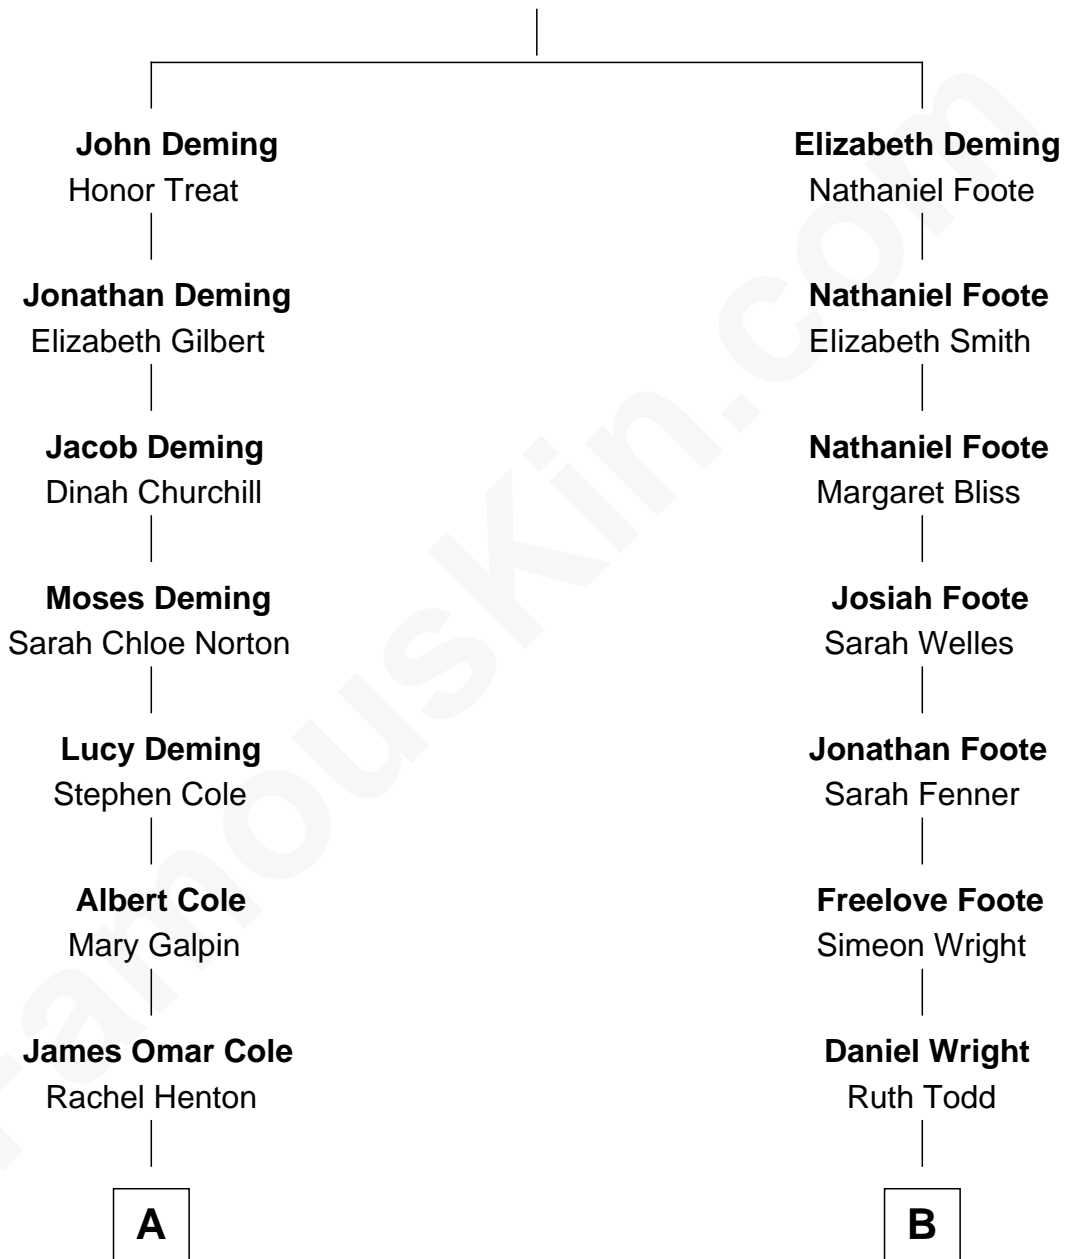 John Deming
Honor Treat
Jonathan Deming
Elizabeth Gilbert
Jacob Deming
Dinah Churchill
Moses Deming
Sarah Chloe Norton
Lucy Deming
Stephen Cole
Albert Cole
Mary Galpin
James Omar Cole
Rachel Henton
A
Elizabeth Deming
Nathaniel Foote
Nathaniel Foote
Elizabeth Smith
Nathaniel Foote
Margaret Bliss
Josiah Foote
Sarah Welles
Jonathan Foote
Sarah Fenner
Freelove Foote
Simeon Wright
Daniel Wright
Ruth Todd
B
FamousKin.com